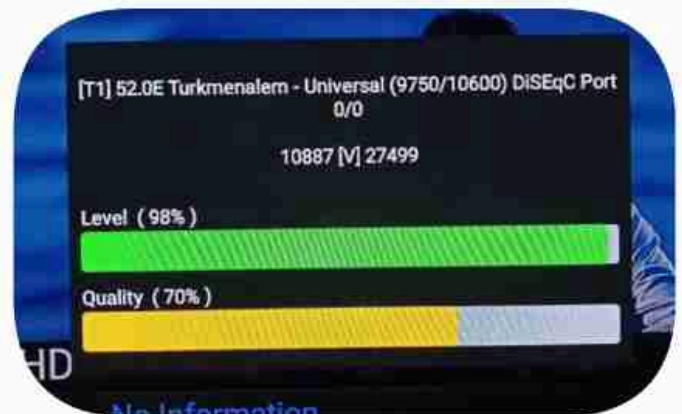 [T1] 52.0E Turkmenalem - Universal (9750/10600) DiSEqC Port
0/0
10887 [V] 27499
Level ( 98% )
Quality ( 70% )
HD
No Information